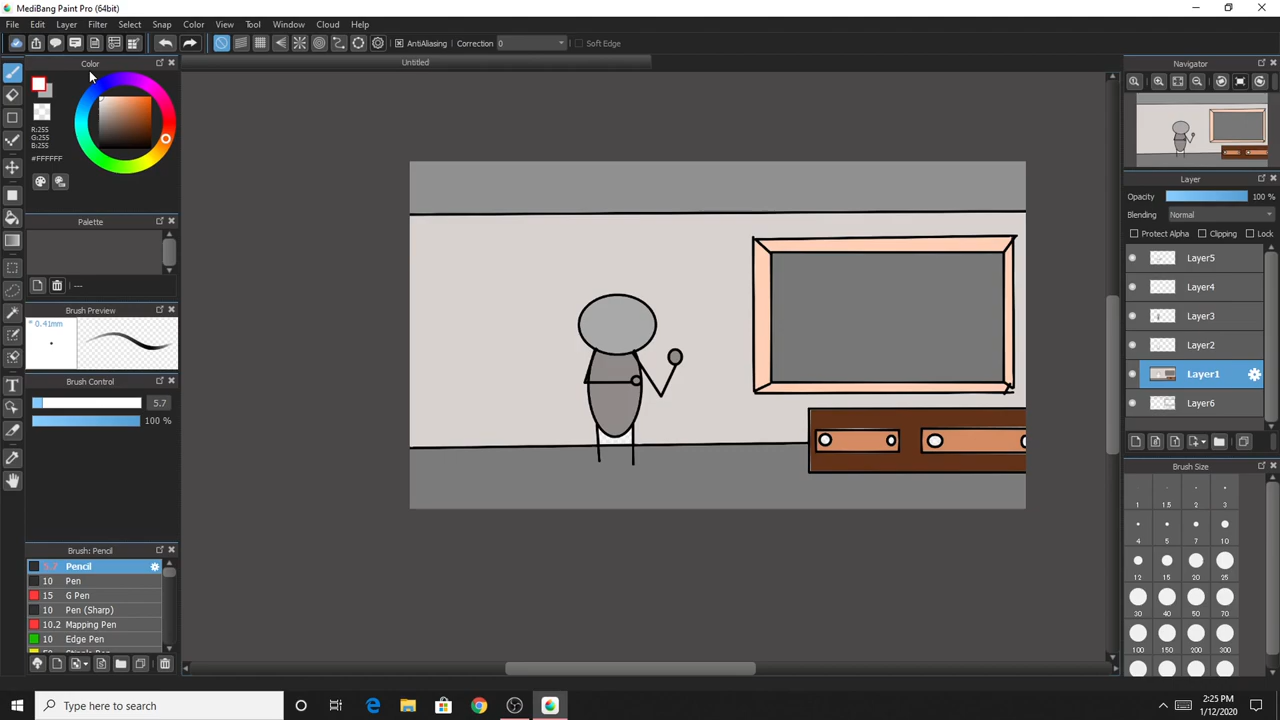 MediBang Paint Pro (64bit)
File Edit Layer Filter Select Snap Color View Tool Window Cloud Help
AntiAliasing Correction 0 Soft Edge
Color
Untitled
Navigator
R:255
G:255
B:255
#FFFFFF
Palette
---
Brush Preview
* 0.41mm
Brush Control
5.7
100 %
Layer
Opacity 100 %
Blending Normal
Protect Alpha Clipping Lock
Layer5
Layer4
Layer3
Layer2
Layer1
Layer6
Brush Size
1 1.5 2 3
4 5 7 10
12 15 20 25
30 40 50 70
100 150 200 300
Brush: Pencil
5.7 Pencil
10 Pen
15 G Pen
10 Pen (Sharp)
10.2 Mapping Pen
10 Edge Pen
Type here to search
2:25 PM
1/12/2020